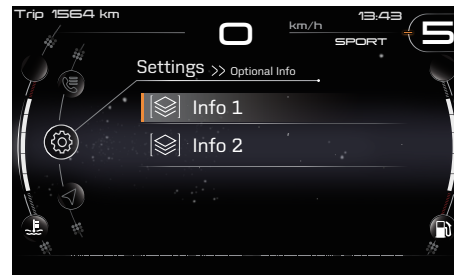 Trip 1564 km
0
km/h
13:43
SPORT
5
Settings >> Optional Info
Info 1
Info 2